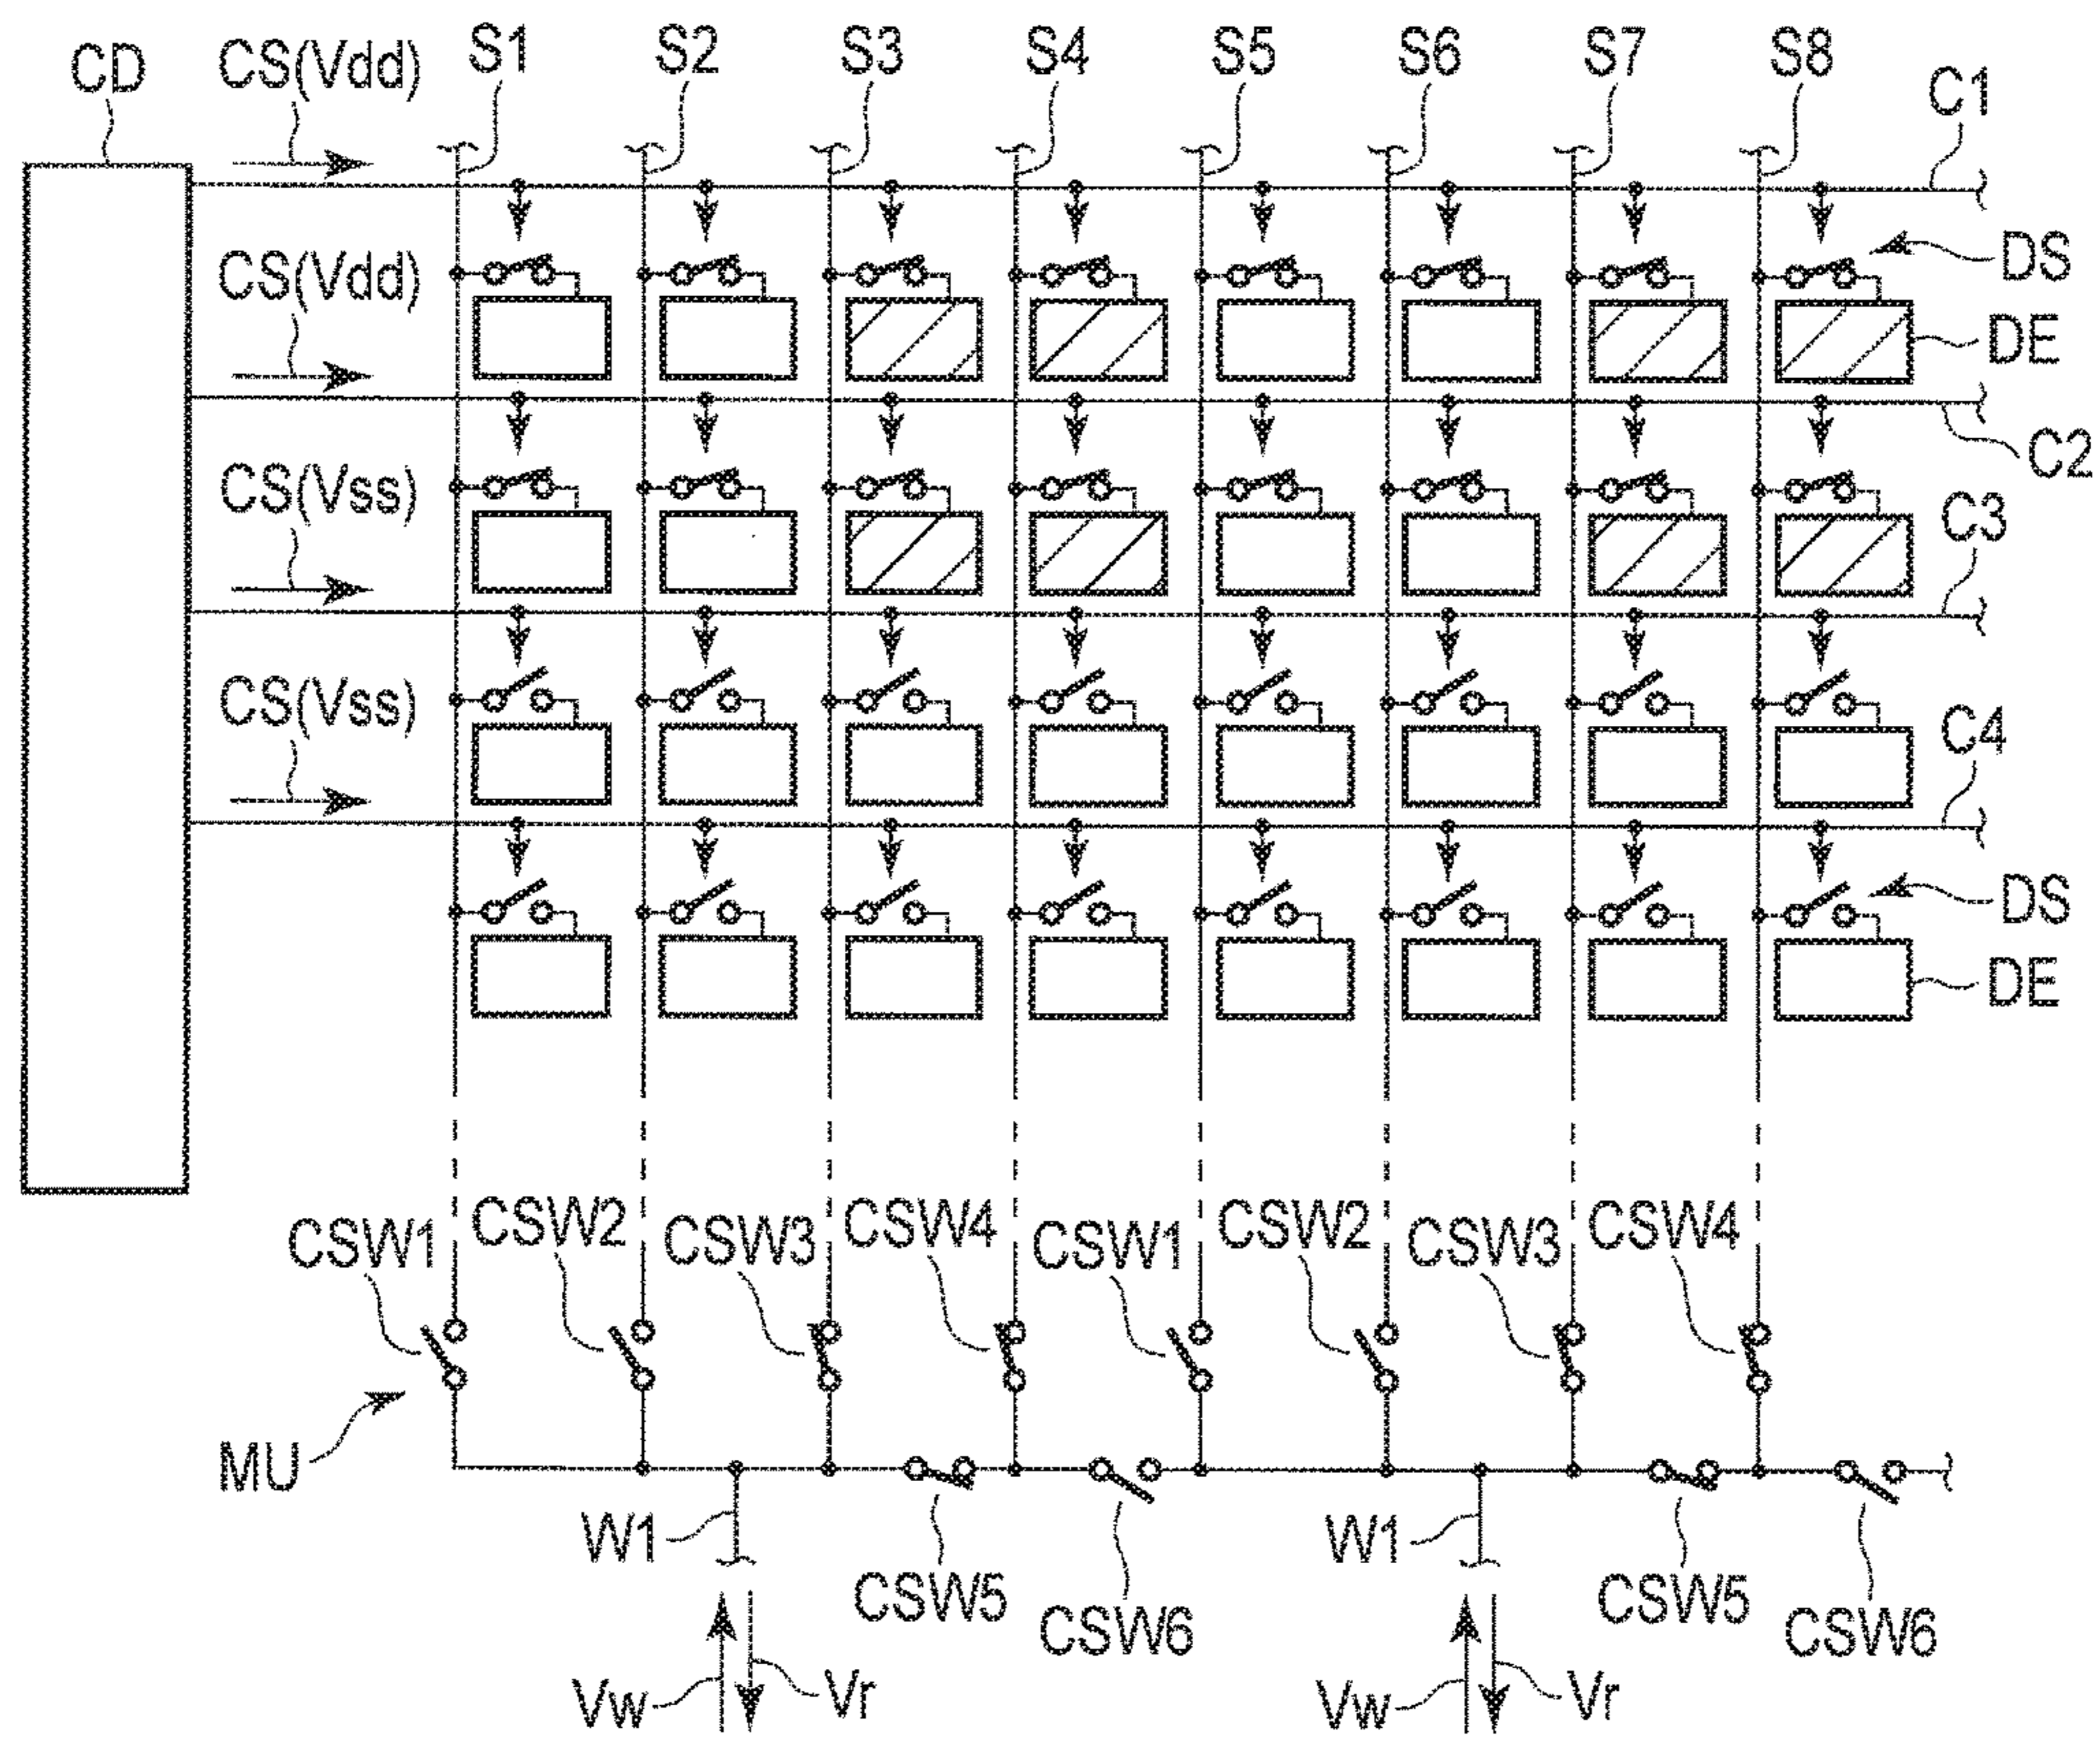 CD CS(Vdd) S1 S2 S3 S4 S5 S6 S7 S8 C1
CS(Vdd) DS
DE
CS(Vss) C2
C3
CS(Vss) C4
DS
DE
CSW1 CSW2 CSW3 CSW4 CSW1 CSW2 CSW3 CSW4
MU
W1 CSW5 CSW6 W1 CSW5 CSW6
Vw Vr Vw Vr